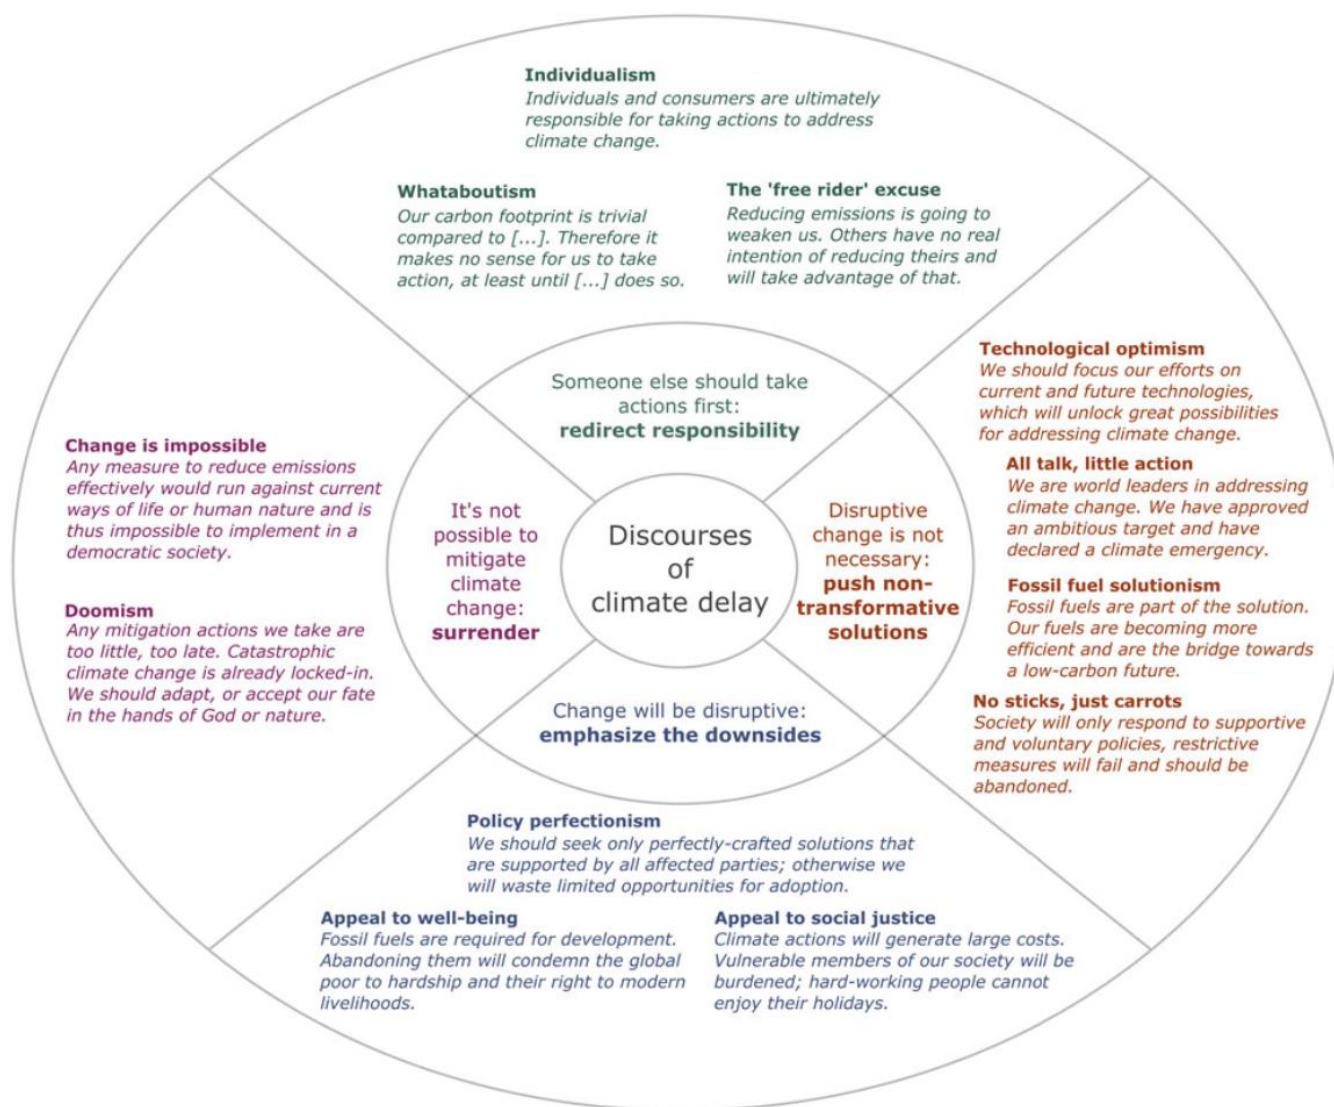 Individualism
Individuals and consumers are ultimately
responsible for taking actions to address
climate change.
Whataboutism
Our carbon footprint is trivial
compared to [...]. Therefore it
makes no sense for us to take
action, at least until [...] does so.
The 'free rider' excuse
Reducing emissions is going to
weaken us. Others have no real
intention of reducing theirs and
will take advantage of that.
Someone else should take
actions first:
redirect responsibility
Technological optimism
We should focus our efforts on
current and future technologies,
which will unlock great possibilities
for addressing climate change.
All talk, little action
We are world leaders in addressing
climate change. We have approved
an ambitious target and have
declared a climate emergency.
Fossil fuel solutionism
Fossil fuels are part of the solution.
Our fuels are becoming more
efficient and are the bridge towards
a low-carbon future.
No sticks, just carrots
Society will only respond to supportive
and voluntary policies, restrictive
measures will fail and should be
abandoned.
Disruptive
change is not
necessary:
push non-
transformative
solutions
Discourses
of
climate delay
It's not
possible to
mitigate
climate
change:
surrender
Change is impossible
Any measure to reduce emissions
effectively would run against current
ways of life or human nature and is
thus impossible to implement in a
democratic society.
Doomism
Any mitigation actions we take are
too little, too late. Catastrophic
climate change is already locked-in.
We should adapt, or accept our fate
in the hands of God or nature.
Change will be disruptive:
emphasize the downsides
Policy perfectionism
We should seek only perfectly-crafted solutions that
are supported by all affected parties; otherwise we
will waste limited opportunities for adoption.
Appeal to well-being
Fossil fuels are required for development.
Abandoning them will condemn the global
poor to hardship and their right to modern
livelihoods.
Appeal to social justice
Climate actions will generate large costs.
Vulnerable members of our society will be
burdened; hard-working people cannot
enjoy their holidays.